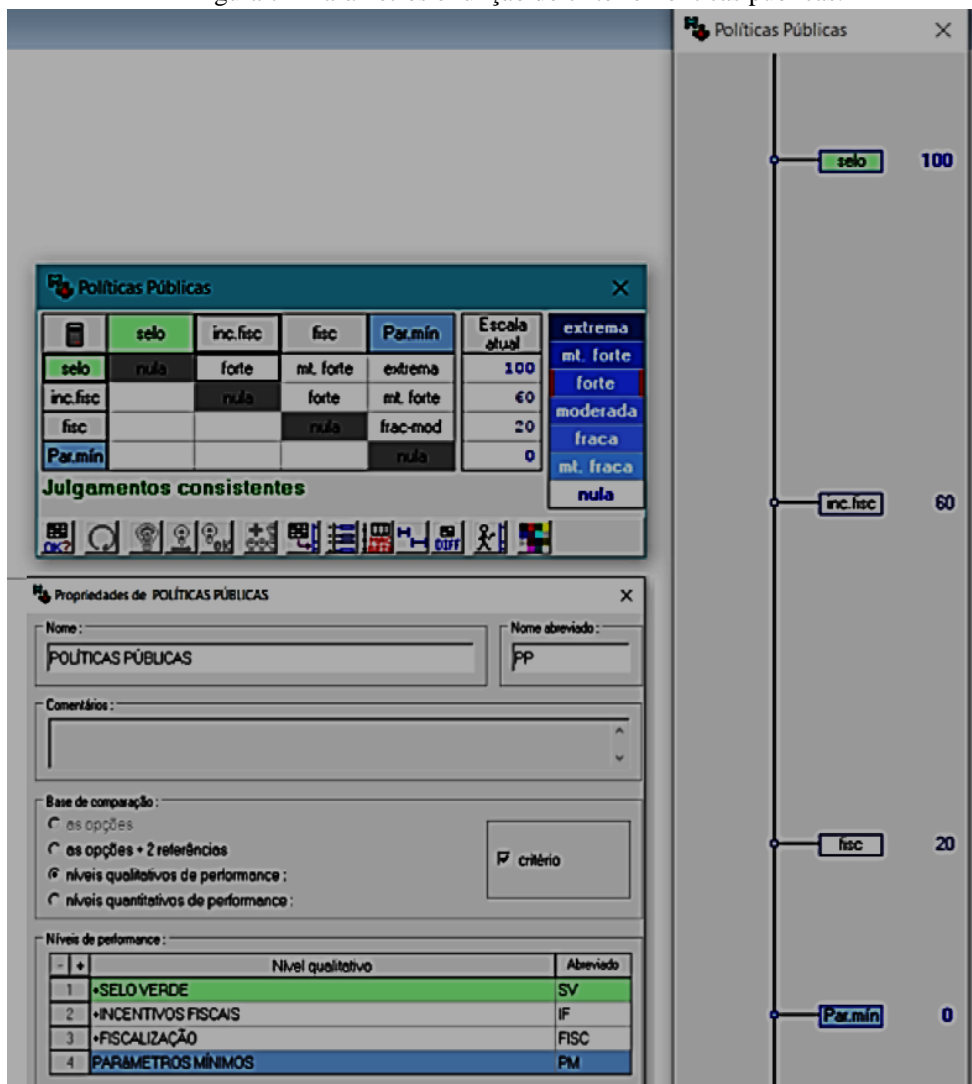 Políticas Públicas
selo 100
inc.fisc 60
fisc 20
Par.mín 0
Políticas Públicas
selo inc.fisc fisc Par.mín Escala atual
selo nula forte mt. forte extrema 100
inc.fisc nula forte mt. forte 60
fisc nula frac-mod 20
Par.mín nula 0
extrema
mt. forte
forte
moderada
fraca
mt. fraca
nula
Julgamentos consistentes
OK?
OK
DIFF
Propriedades de POLÍTICAS PÚBLICAS
Nome : Nome abreviado :
POLÍTICAS PÚBLICAS PP
Comentários :
Base de comparação :
as opções
as opções + 2 referências
níveis qualitativos de performance :
níveis quantitativos de performance :
critério
Níveis de performance :
- + Nível qualitativo Abreviado
1 +SELO VERDE SV
2 +INCENTIVOS FISCAIS IF
3 +FISCALIZAÇÃO FISC
4 PARAMETROS MÍNIMOS PM